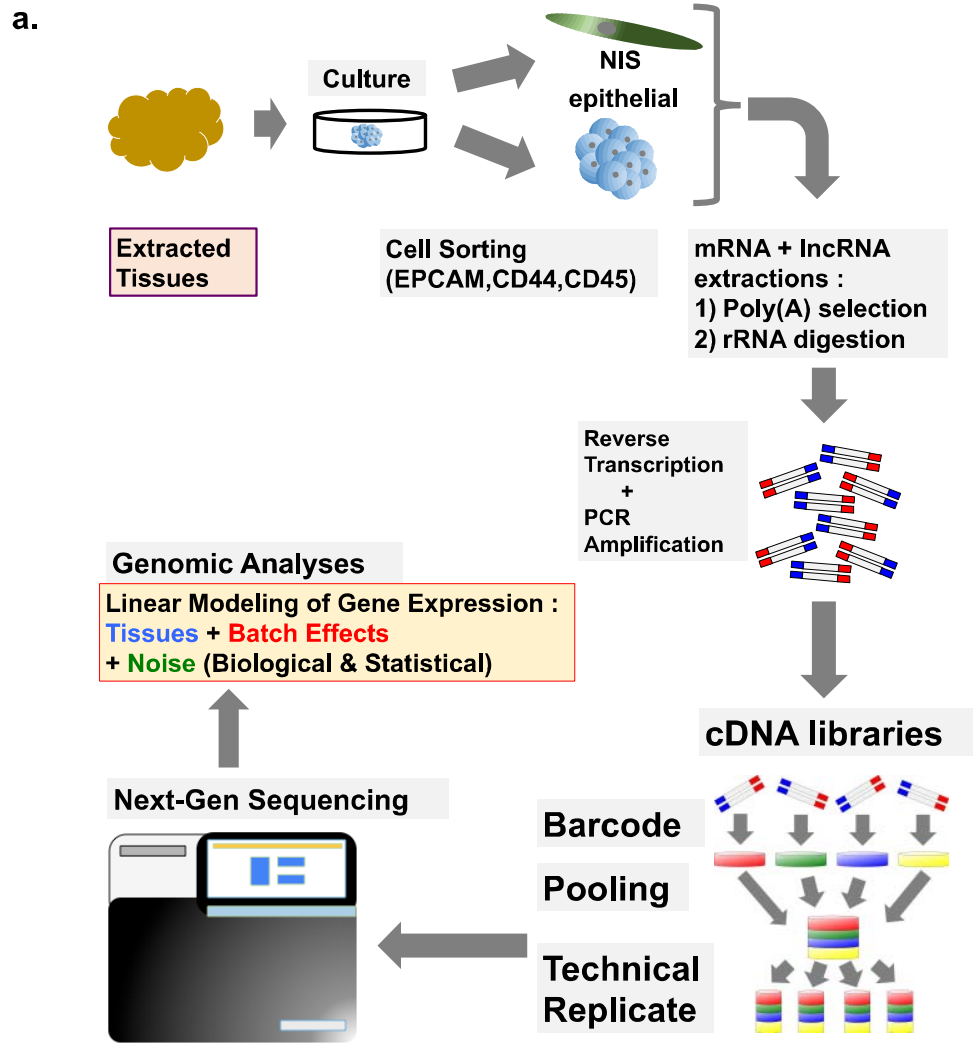 a.
Culture
NIS
epithelial
Extracted
Tissues
Cell Sorting
(EPCAM,CD44,CD45)
mRNA + lncRNA
extractions :
1) Poly(A) selection
2) rRNA digestion
Reverse
Transcription
+
PCR
Amplification
cDNA libraries
Barcode
Pooling
Technical
Replicate
Next-Gen Sequencing
Genomic Analyses
Linear Modeling of Gene Expression :
Tissues + Batch Effects
+ Noise (Biological & Statistical)